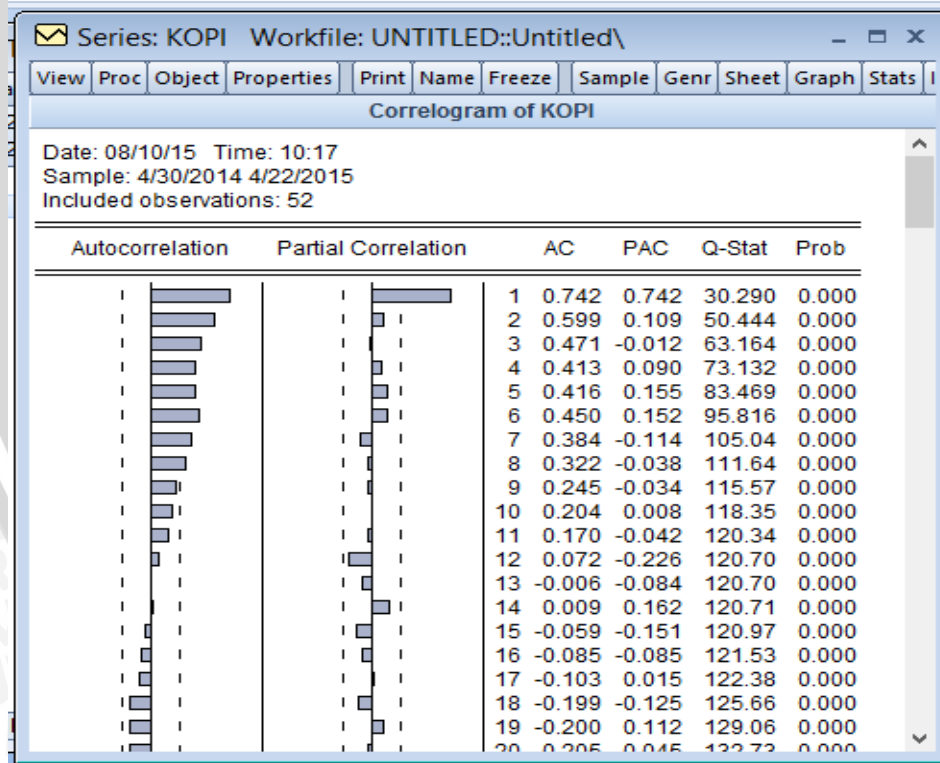 Series: KOPI Workfile: UNTITLED::Untitled\
View Proc Object Properties Print Name Freeze Sample Genr Sheet Graph Stats
Correlogram of KOPI
Date: 08/10/15 Time: 10:17
Sample: 4/30/2014 4/22/2015
Included observations: 52
Autocorrelation Partial Correlation AC PAC Q-Stat Prob
1 0.742 0.742 30.290 0.000
2 0.599 0.109 50.444 0.000
3 0.471 -0.012 63.164 0.000
4 0.413 0.090 73.132 0.000
5 0.416 0.155 83.469 0.000
6 0.450 0.152 95.816 0.000
7 0.384 -0.114 105.04 0.000
8 0.322 -0.038 111.64 0.000
9 0.245 -0.034 115.57 0.000
10 0.204 0.008 118.35 0.000
11 0.170 -0.042 120.34 0.000
12 0.072 -0.226 120.70 0.000
13 -0.006 -0.084 120.70 0.000
14 0.009 0.162 120.71 0.000
15 -0.059 -0.151 120.97 0.000
16 -0.085 -0.085 121.53 0.000
17 -0.103 0.015 122.38 0.000
18 -0.199 -0.125 125.66 0.000
19 -0.200 0.112 129.06 0.000